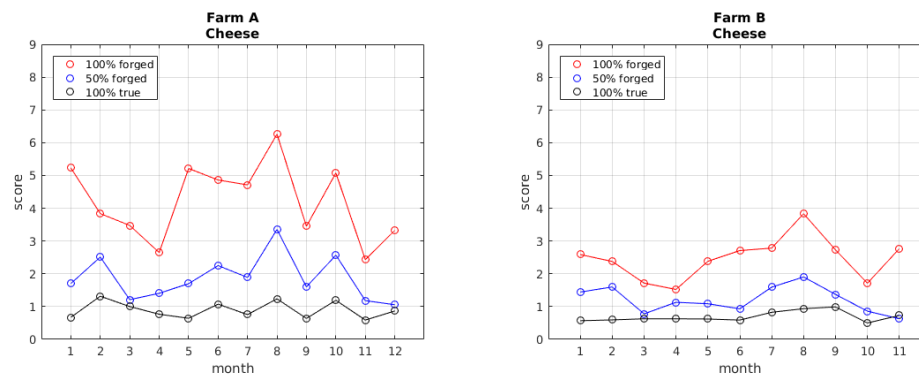 Farm A
Cheese
9
8
7
6
5
4
3
2
1
0
score
100% forged
50% forged
100% true
1 2 3 4 5 6 7 8 9 10 11 12
month
Farm B
Cheese
9
8
7
6
5
4
3
2
1
0
score
100% forged
50% forged
100% true
1 2 3 4 5 6 7 8 9 10 11
month